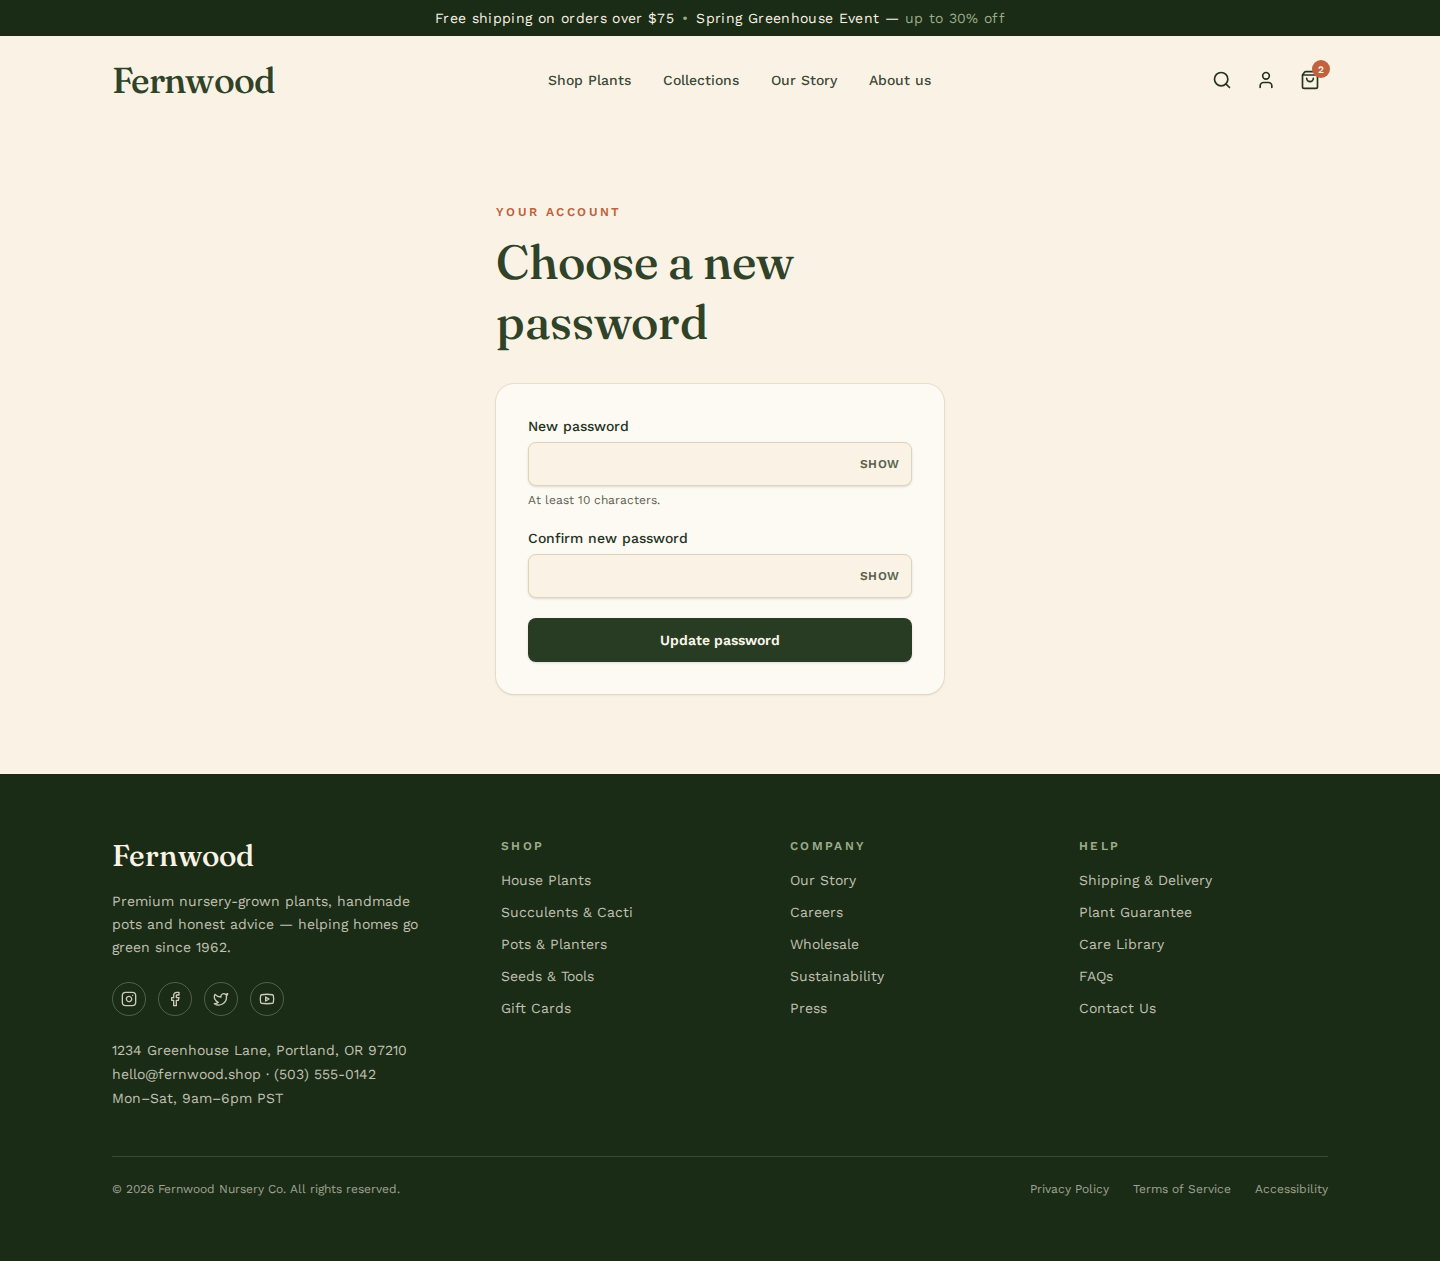 Free shipping on orders over $75 • Spring Greenhouse Event — up to 30% off
Fernwood
Shop Plants
Collections
Our Story
About us
2
YOUR ACCOUNT
Choose a new
password
New password
SHOW
At least 10 characters.
Confirm new password
SHOW
Update password
Fernwood
Premium nursery-grown plants, handmade
pots and honest advice — helping homes go
green since 1962.
1234 Greenhouse Lane, Portland, OR 97210
hello@fernwood.shop · (503) 555-0142
Mon–Sat, 9am–6pm PST
SHOP
House Plants
Succulents & Cacti
Pots & Planters
Seeds & Tools
Gift Cards
COMPANY
Our Story
Careers
Wholesale
Sustainability
Press
HELP
Shipping & Delivery
Plant Guarantee
Care Library
FAQs
Contact Us
© 2026 Fernwood Nursery Co. All rights reserved.
Privacy Policy
Terms of Service
Accessibility